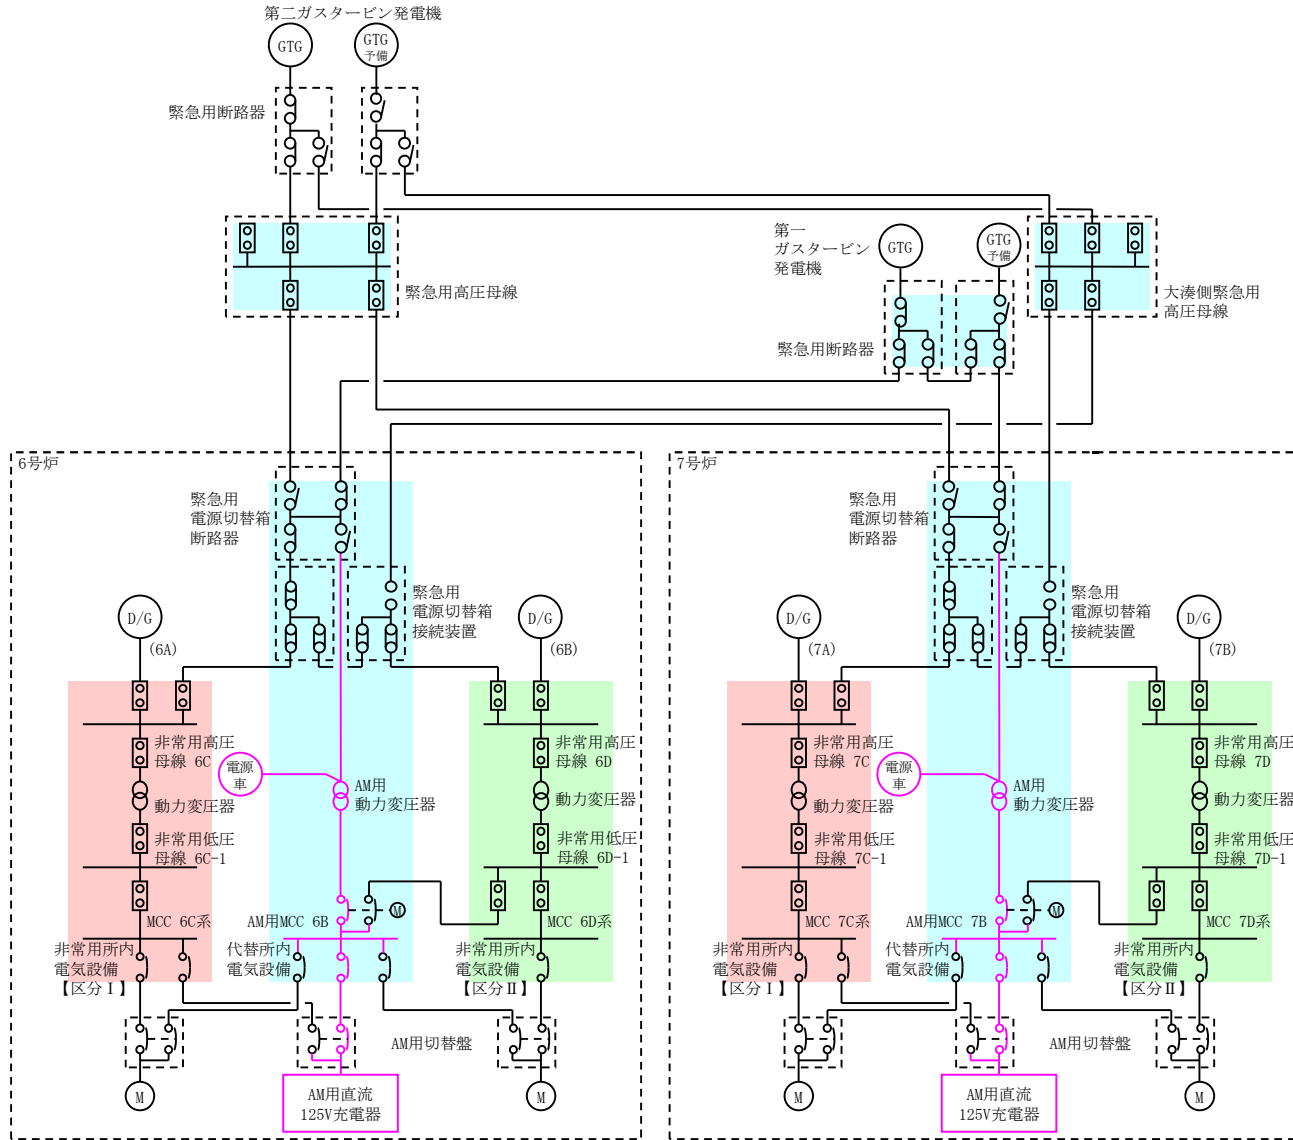 第二ガスタービン発電機
GTG
GTG
予備
緊急用断路器
第一
ガスタービン
発電機
GTG
GTG
予備
緊急用高圧母線
大湊側緊急用
高圧母線
緊急用断路器
6号炉
緊急用
電源切替箱
断路器
緊急用
電源切替箱
接続装置
D/G
(6A)
D/G
(6B)
非常用高圧
母線 6C
電源
車
AM用
動力変圧器
非常用高圧
母線 6D
動力変圧器
動力変圧器
非常用低圧
母線 6C-1
非常用低圧
母線 6D-1
MCC 6C系
AM用MCC 6B
M
MCC 6D系
非常用所内
電気設備
【区分Ⅰ】
代替所内
電気設備
非常用所内
電気設備
【区分Ⅱ】
AM用切替盤
M
AM用直流
125V充電器
M
7号炉
緊急用
電源切替箱
断路器
緊急用
電源切替箱
接続装置
D/G
(7A)
D/G
(7B)
非常用高圧
母線 7C
電源
車
AM用
動力変圧器
非常用高圧
母線 7D
動力変圧器
動力変圧器
非常用低圧
母線 7C-1
非常用低圧
母線 7D-1
MCC 7C系
AM用MCC 7B
M
MCC 7D系
非常用所内
電気設備
【区分Ⅰ】
代替所内
電気設備
非常用所内
電気設備
【区分Ⅱ】
AM用切替盤
M
AM用直流
125V充電器
M